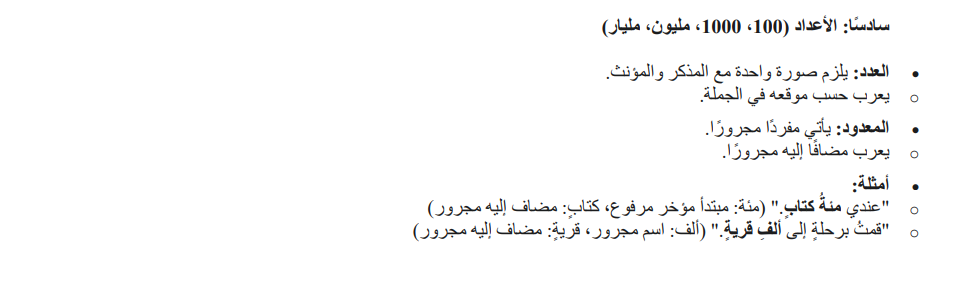 سادسًا: الأعداد (100، 1000، مليون، مليار)
• العدد: يلزم صورة واحدة مع المذكر والمؤنث.
○ يعرب حسب موقعه في الجملة.
• المعدود: يأتي مفردًا مجرورًا.
○ يعرب مضافًا إليه مجرورًا.
• أمثلة:
○ "عندي مئةُ كتابٍ." (مئة: مبتدأ مؤخر مرفوع، كتابٍ: مضاف إليه مجرور)
○ "قمتُ برحلةٍ إلى ألفِ قريةٍ." (ألف: اسم مجرور، قريةٍ: مضاف إليه مجرور)